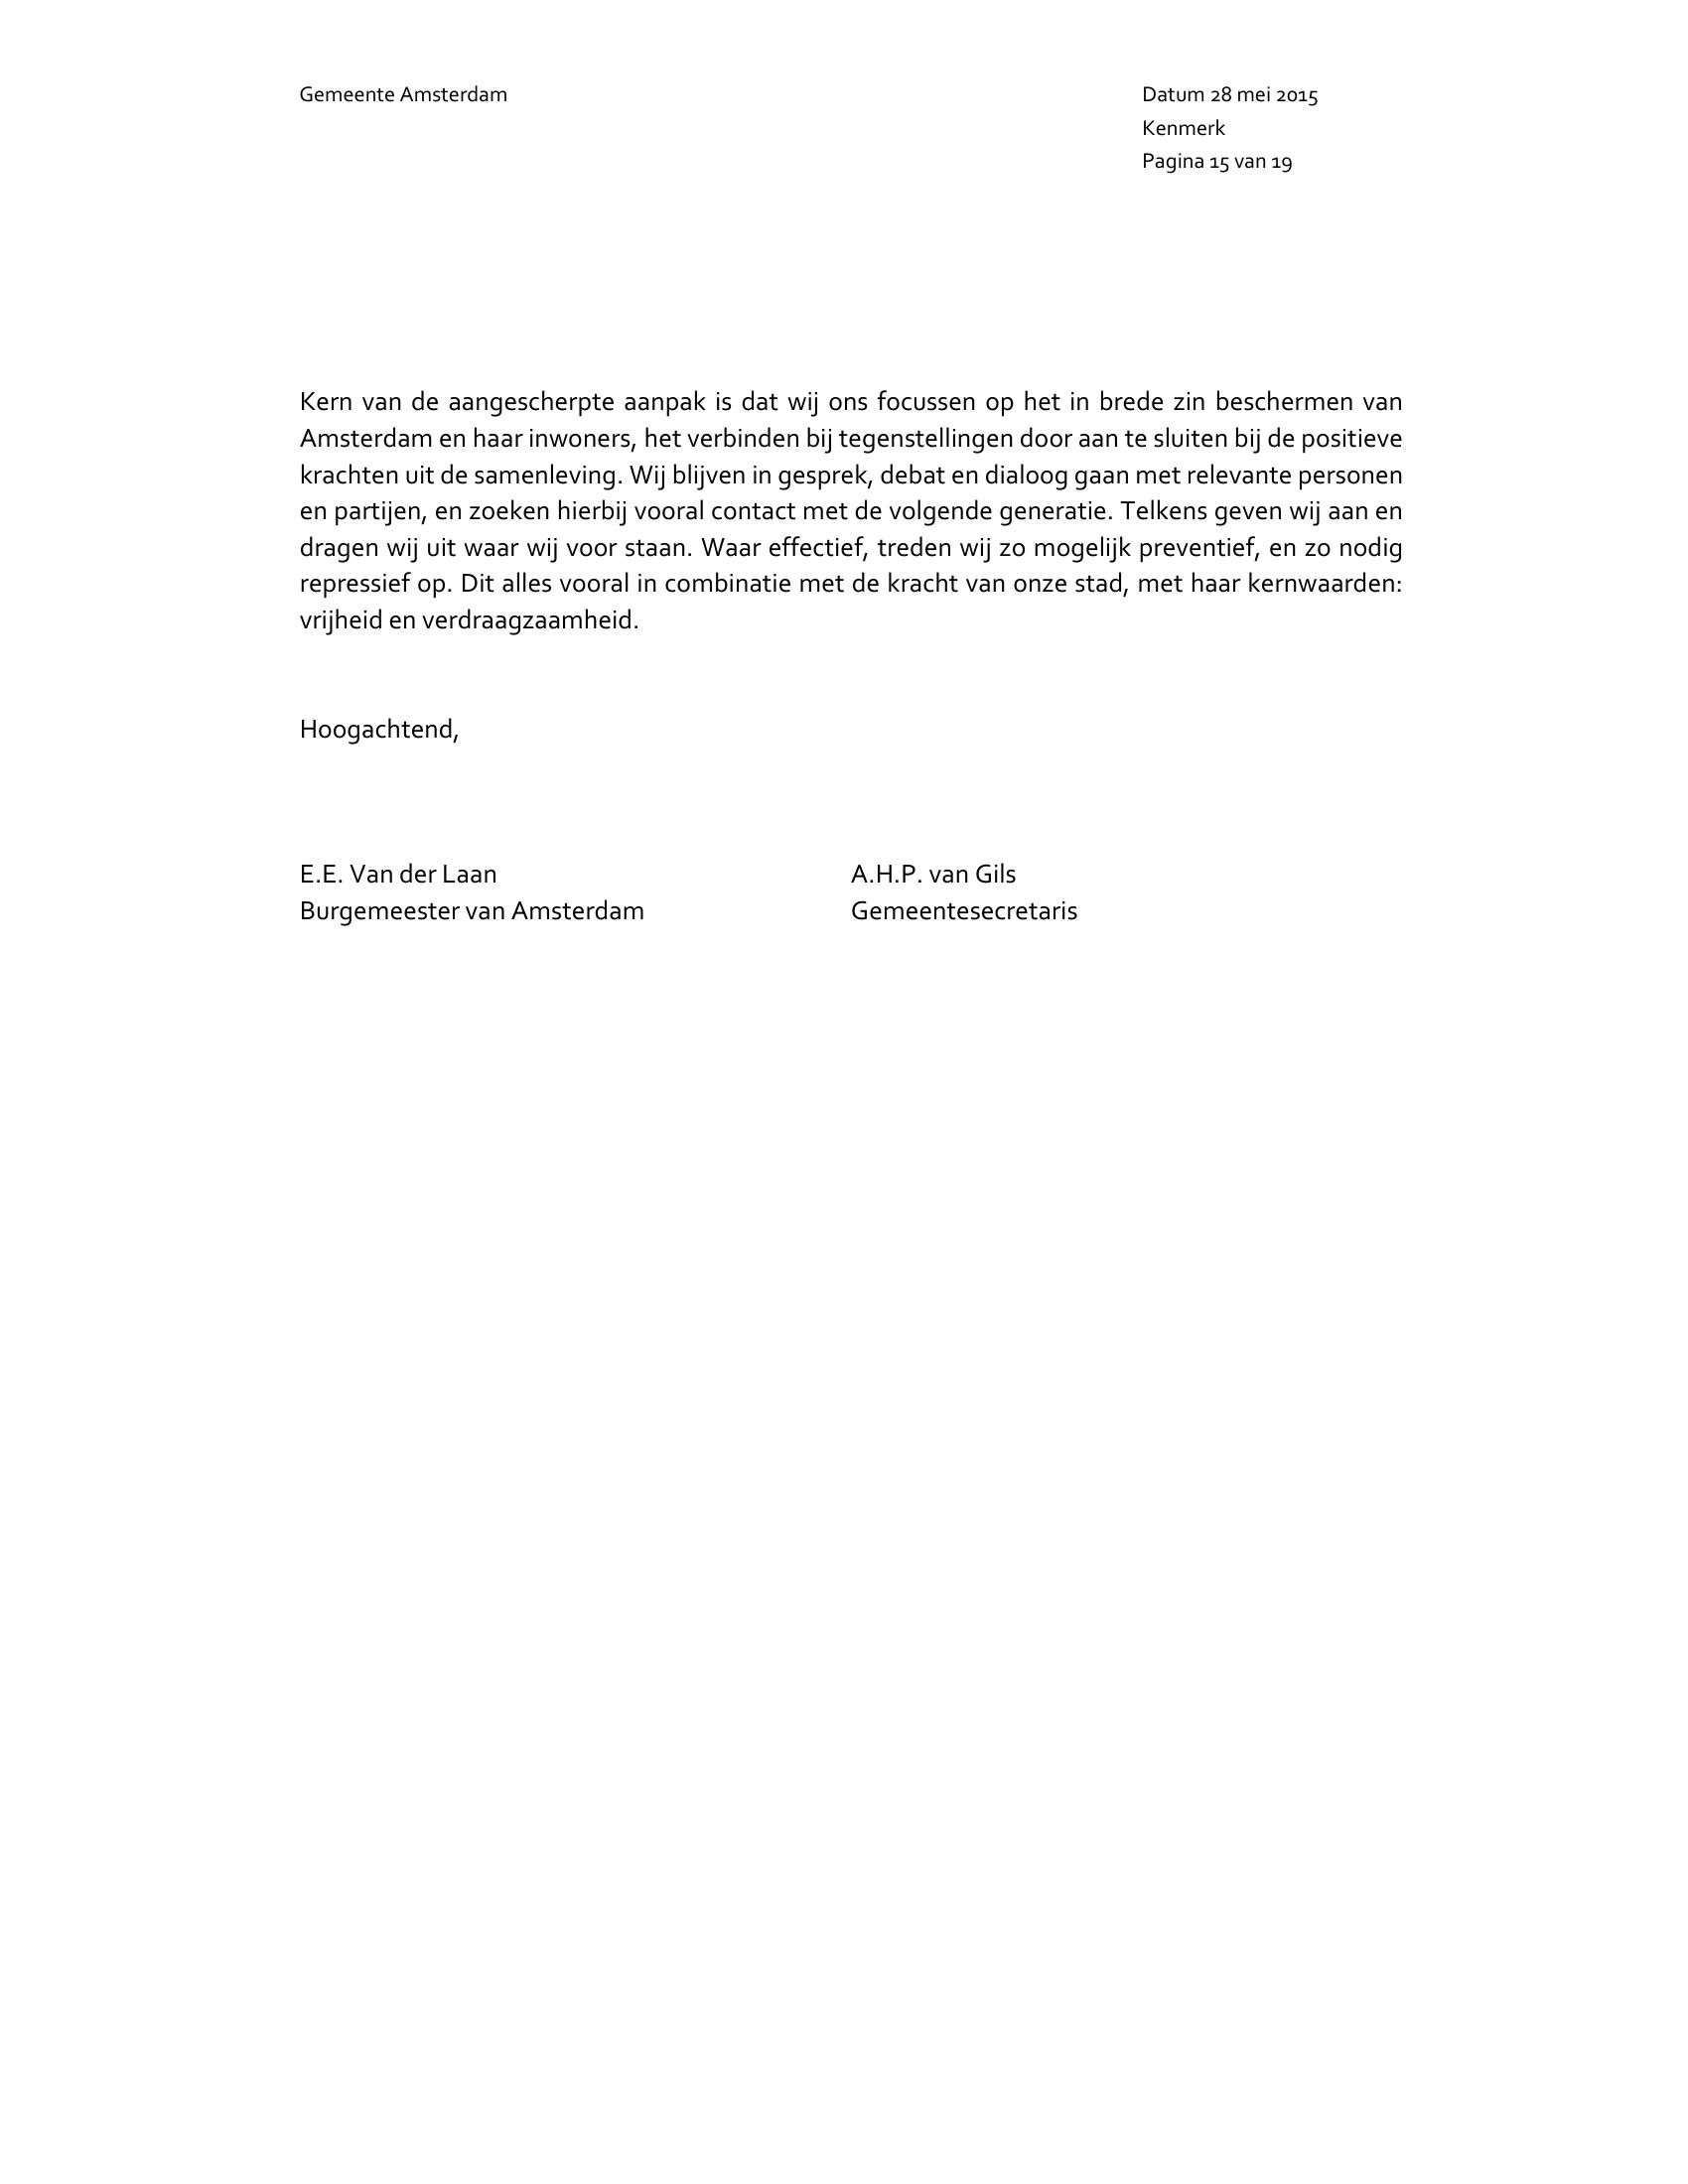 Gemeente Amsterdam
Datum 28 mei 2015
Kenmerk
Pagina 15 van 19
Kern van de aangescherpte aanpak is dat wij ons focussen op het in brede zin beschermen van
Amsterdam en haar inwoners, het verbinden bij tegenstellingen door aan te sluiten bij de positieve
krachten uit de samenleving. Wij blijven in gesprek, debat en dialoog gaan met relevante personen
en partijen, en zoeken hierbij vooral contact met de volgende generatie. Telkens geven wij aan en
dragen wij uit waar wij voor staan. Waar effectief, treden wij zo mogelijk preventief, en zo nodig
repressief op. Dit alles vooral in combinatie met de kracht van onze stad, met haar kernwaarden:
vrijheid en verdraagzaamheid.
Hoogachtend,
E.E. Van der Laan
Burgemeester van Amsterdam
A.H.P. van Gils
Gemeentesecretaris